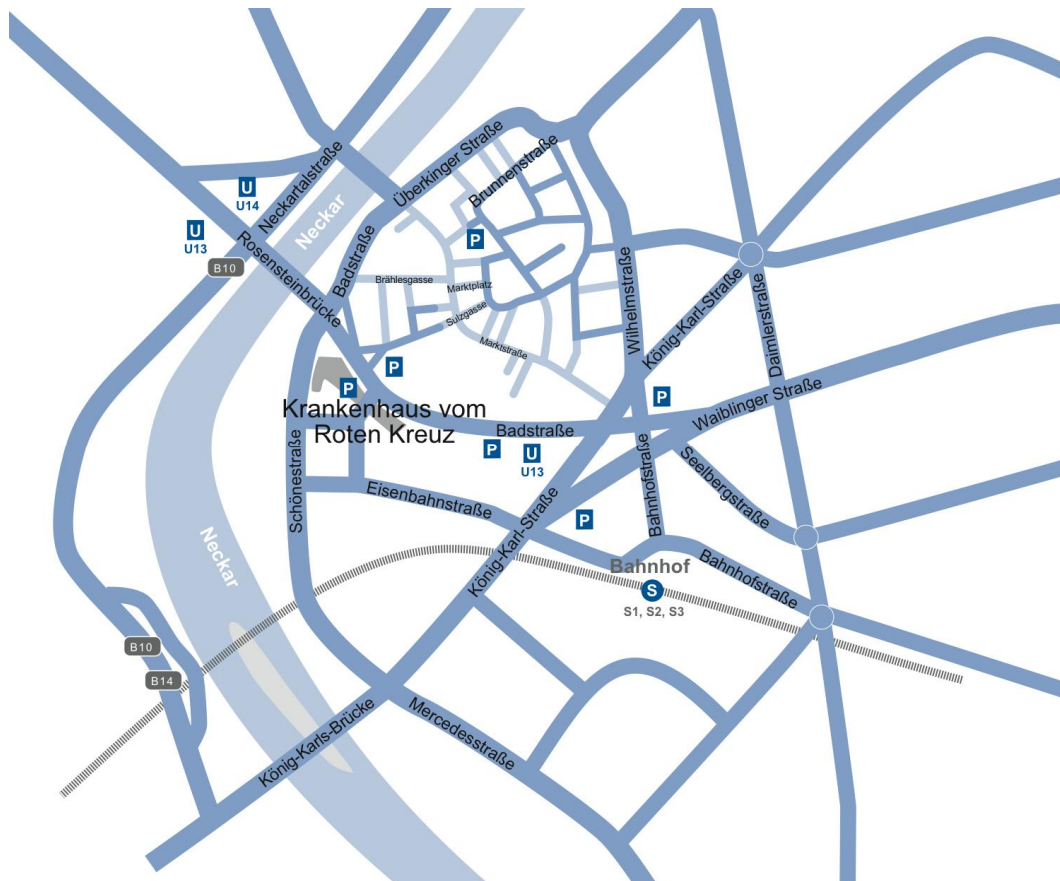 Überkinger Straße
Brunnenstraße
Neckartalstraße
U
U14
U
U13
Neckar
Rosensteinbrücke
B10
Badstraße
P
Brählesgasse
Marktplatz
Sulzgasse
Marktstraße
Wilhelmstraße
König-Karl-Straße
Daimlerstraße
P
P
P
Krankenhaus vom
Roten Kreuz
Badstraße
Waiblinger Straße
P
U
U13
Schönestraße
Eisenbahnstraße
König-Karl-Straße
P
Bahnhofstraße
Seelbergstraße
Neckar
Bahnhof
S
S1, S2, S3
Bahnhofstraße
B10
B14
König-Karls-Brücke
Mercedesstraße